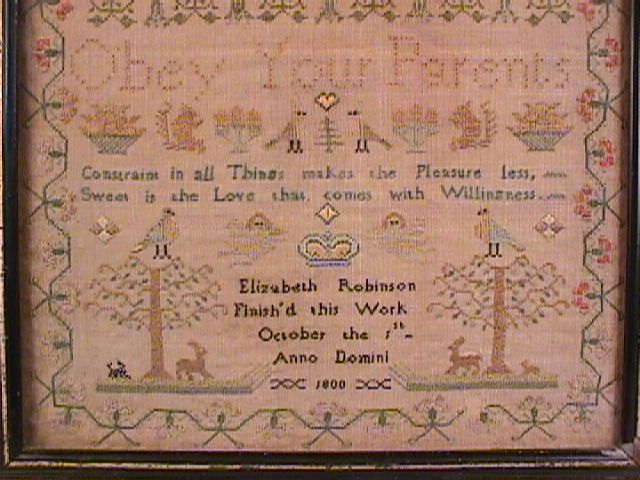 Obey Your Parents
Constraint in all Things makes the Pleasure less,
Sweet is the Love that comes with Willingness.
Elizabeth Robinson
Finish'd this Work
October the 1st
Anno Domini
1800